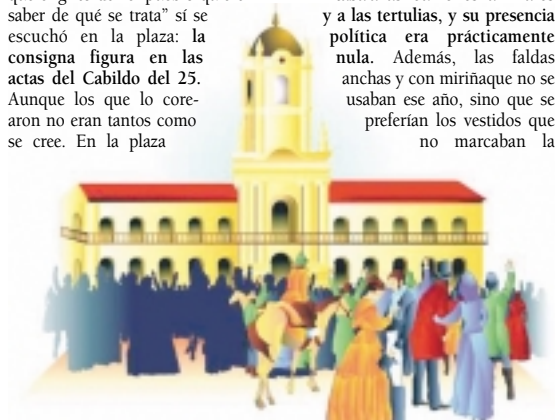 saber de qué se trata” sí se
escuchó en la plaza: la
consigna figura en las
actas del Cabildo del 25.
Aunque los que lo core-
aron no eran tantos como
se cree. En la plaza
y a las tertulias, y su presencia
política era prácticamente
nula. Además, las faldas
anchas y con miriñaque no se
usaban ese año, sino que se
preferían los vestidos que
no marcaban la